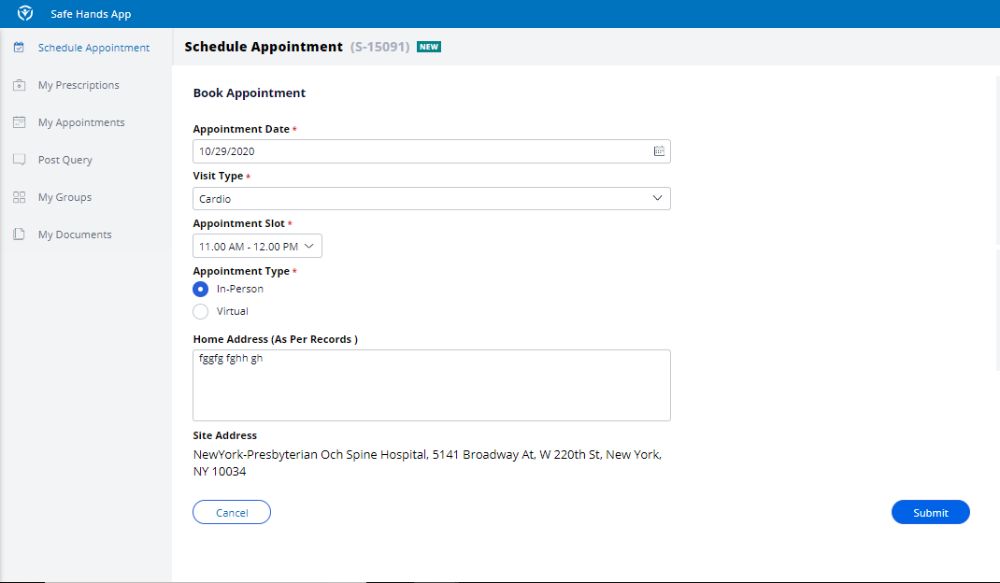 Safe Hands App
Schedule Appointment
My Prescriptions
My Appointments
Post Query
My Groups
My Documents
Schedule Appointment (S-15091) NEW
Book Appointment
Appointment Date *
10/29/2020
Visit Type *
Cardio
Appointment Slot *
11.00 AM - 12.00 PM
Appointment Type *
In-Person
Virtual
Home Address (As Per Records )
fggfg fghh gh
Site Address
NewYork-Presbyterian Och Spine Hospital, 5141 Broadway At, W 220th St, New York,
NY 10034
Cancel
Submit